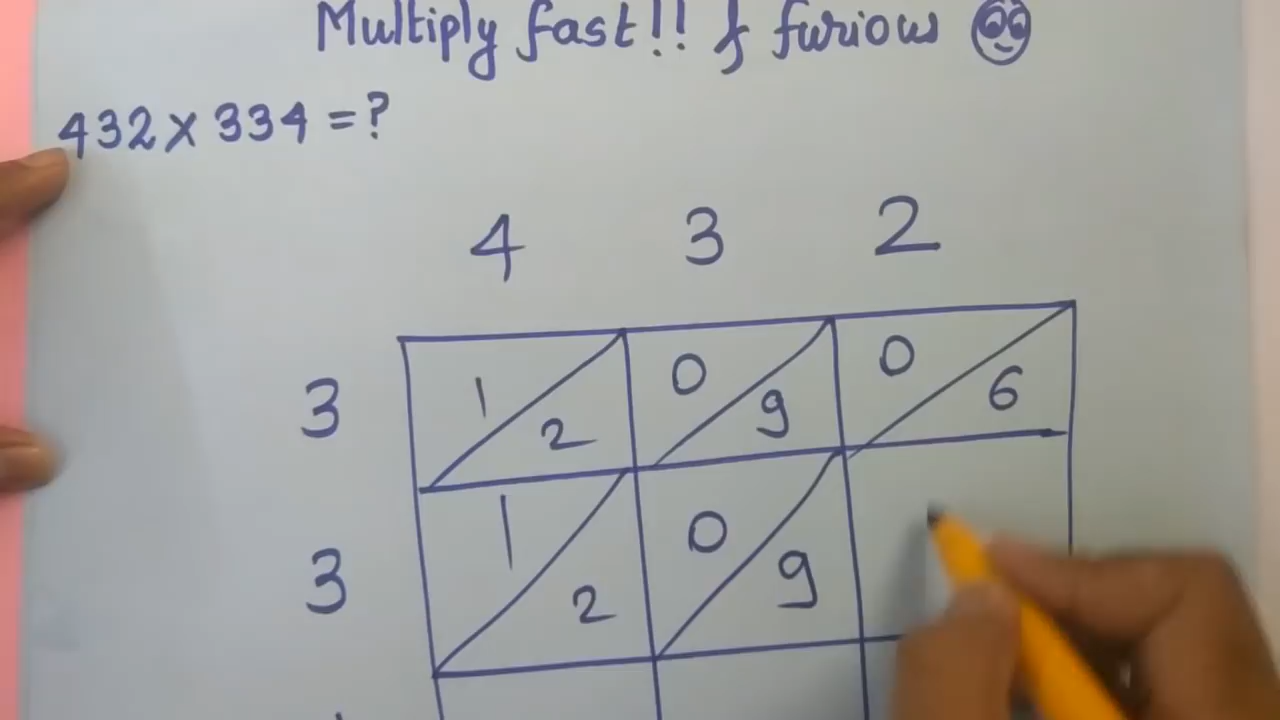 Multiply fast!! & furious
432 x 334 = ?
4 3 2
3 1 2 0 9 0 6
3 1 2 0 9